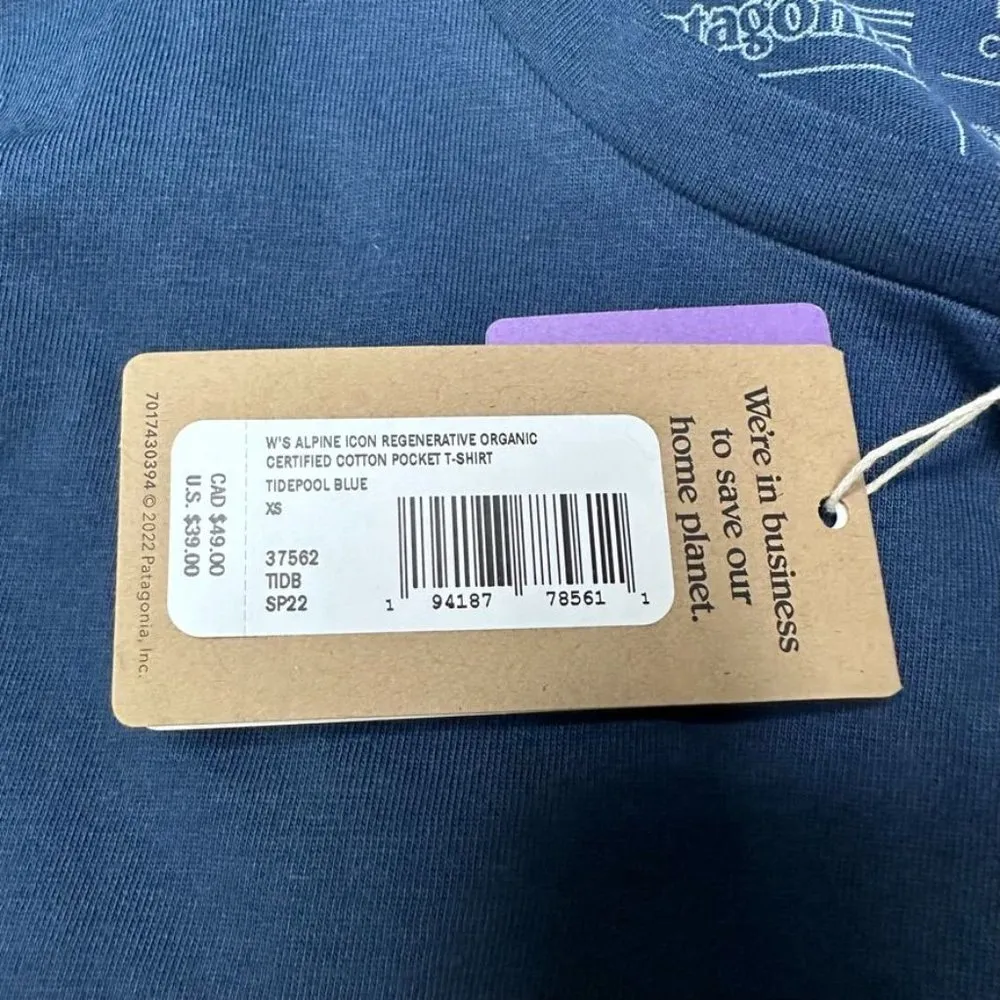 tagon
W'S ALPINE ICON REGENERATIVE ORGANIC
CERTIFIED COTTON POCKET T-SHIRT
TIDEPOOL BLUE
XS
37562
TIDB
SP22
1 94187 78561 1
CAD $49.00
U.S. $39.00
7017430394 © 2022 Patagonia, Inc.
We're in business
to save our
home planet.